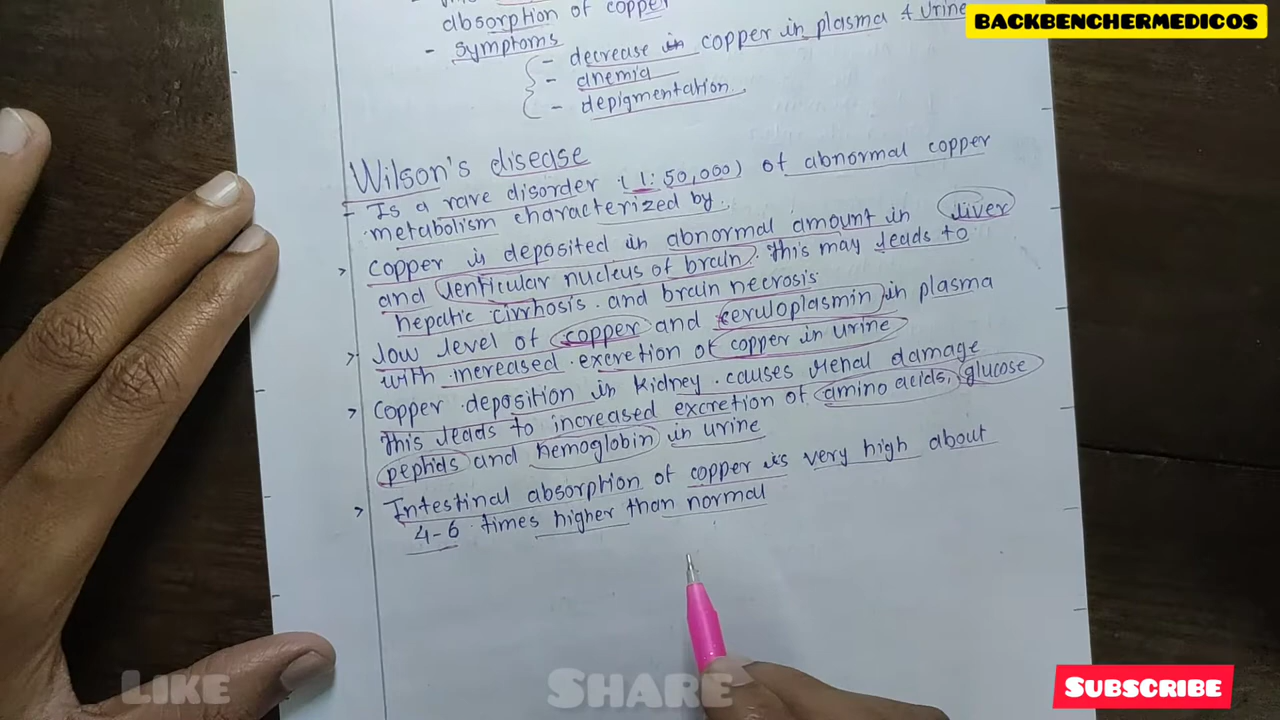 BACKBENCHERMEDICOS
absorption of copper
- symptoms
- decrease in copper in plasma & urine
- anemia
- depigmentation.
Wilson's disease
- Is a rare disorder (1:50,000) of abnormal copper
metabolism characterized by.
> copper is deposited in abnormal amount in liver
and lenticular nucleus of brain. This may leads to
hepatic cirrhosis. and brain necrosis
> low level of copper and ceruloplasmin in plasma
with increased. excretion of copper in urine
> copper deposition in kidney. causes renal damage
This leads to increased excretion of amino acids, glucose
peptids and hemoglobin in urine
> Intestinal absorption of copper is very high about
4-6 times higher than normal
LIKE
SHARE
SUBSCRIBE